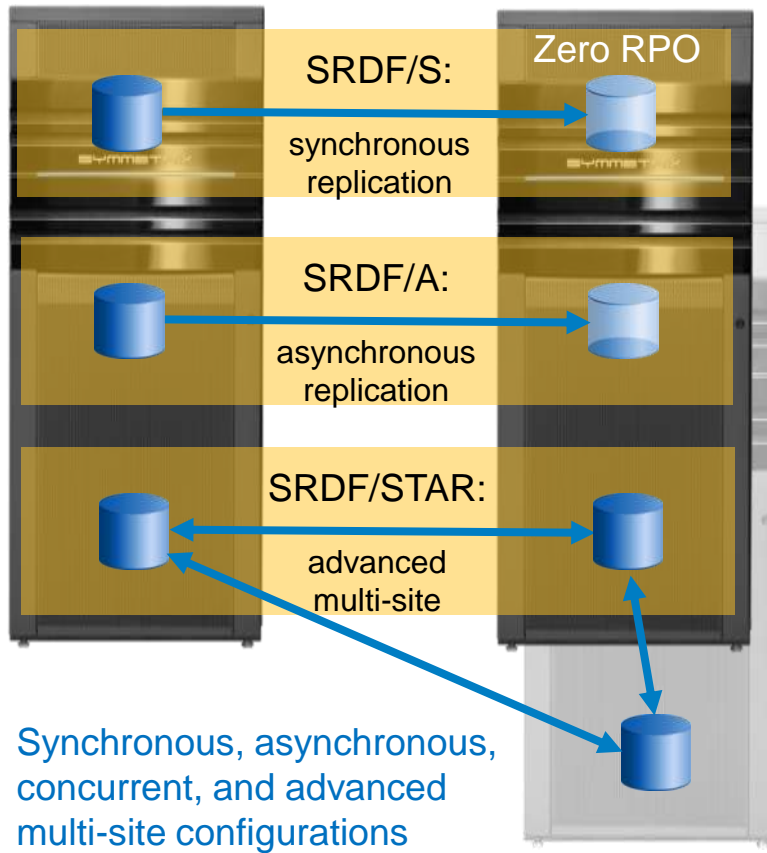 Zero RPO
SRDF/S:
synchronous
replication
SRDF/A:
asynchronous
replication
SRDF/STAR:
advanced
multi-site
Synchronous, asynchronous,
concurrent, and advanced
multi-site configurations